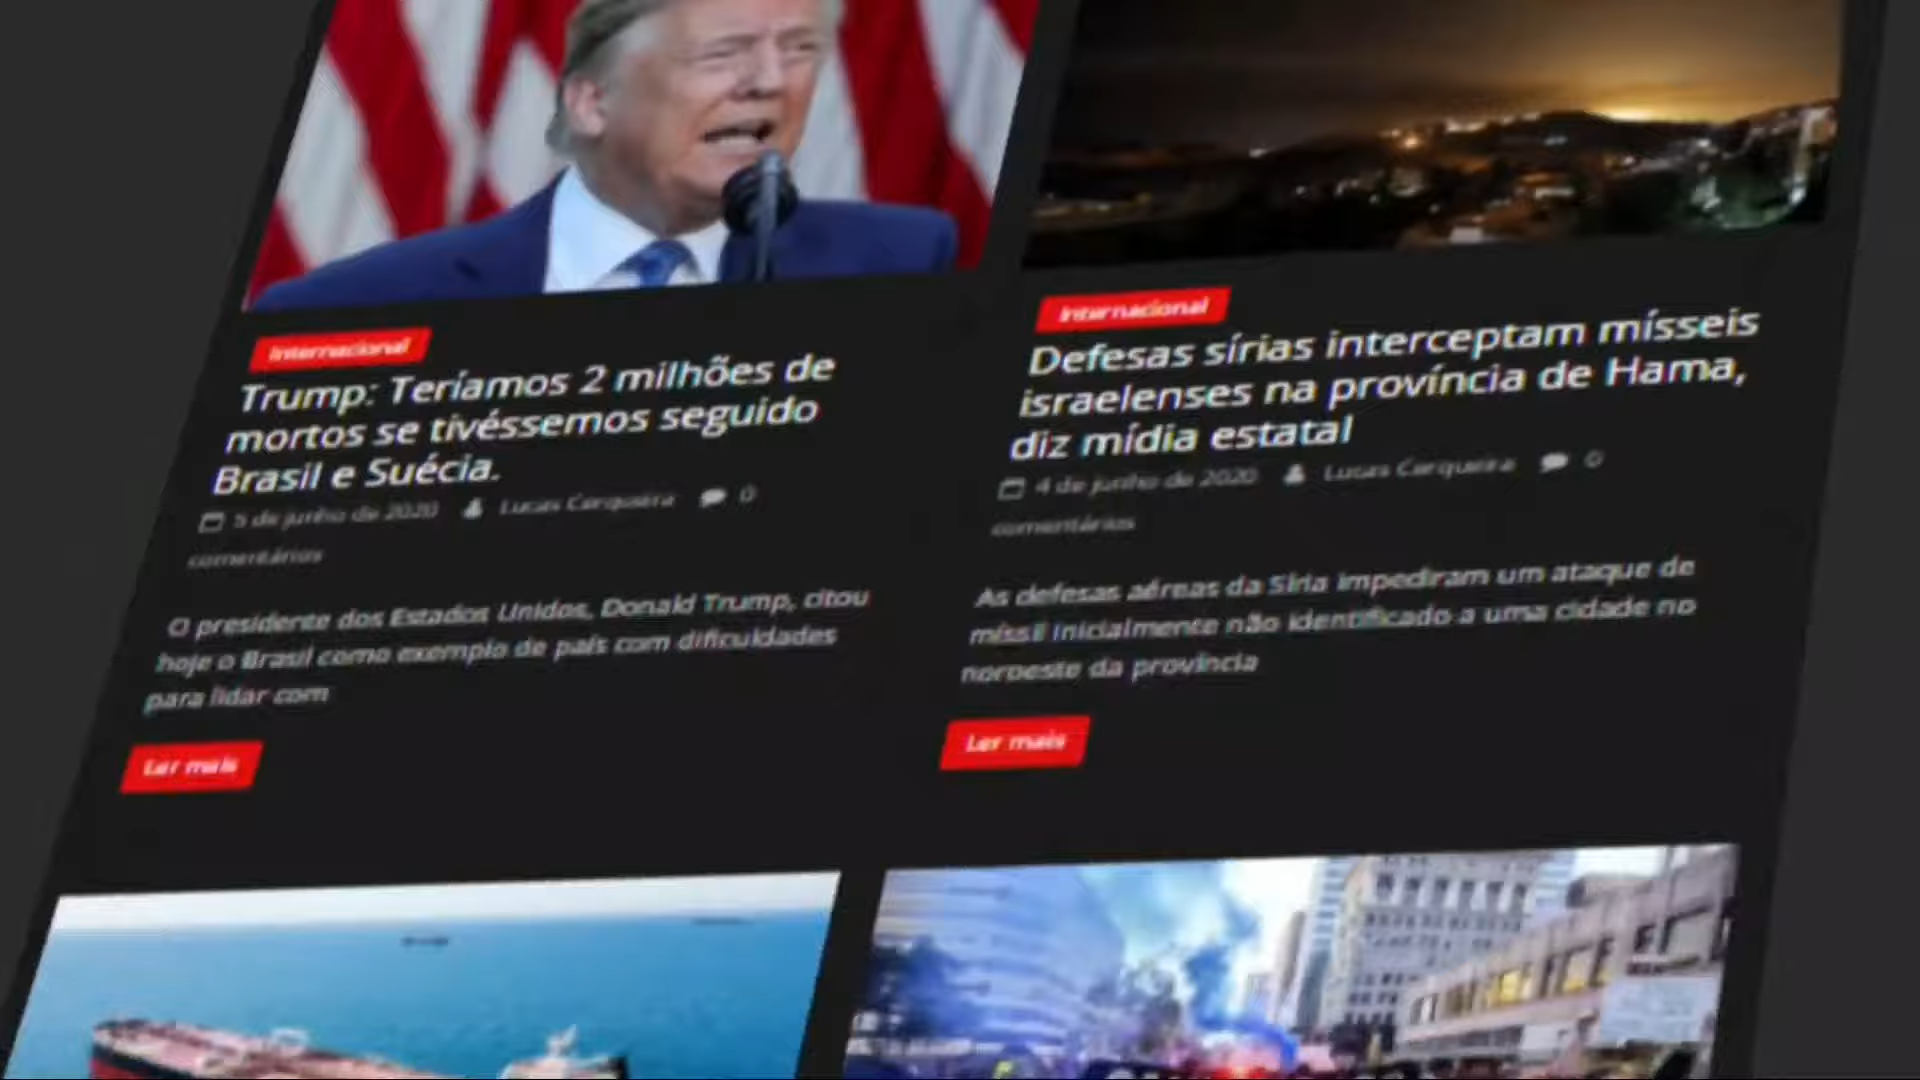 Internacional
Trump: Teríamos 2 milhões de
mortos se tivéssemos seguido
Brasil e Suécia.
5 de junho de 2020 Lucas Cerqueira 0
comentários
O presidente dos Estados Unidos, Donald Trump, citou
hoje o Brasil como exemplo de país com dificuldades
para lidar com
Ler mais
Internacional
Defesas sírias interceptam mísseis
israelenses na província de Hama,
diz mídia estatal
4 de junho de 2020 Lucas Cerqueira 0
comentários
As defesas aéreas da Síria impediram um ataque de
míssil inicialmente não identificado a uma cidade no
noroeste da província
Ler mais